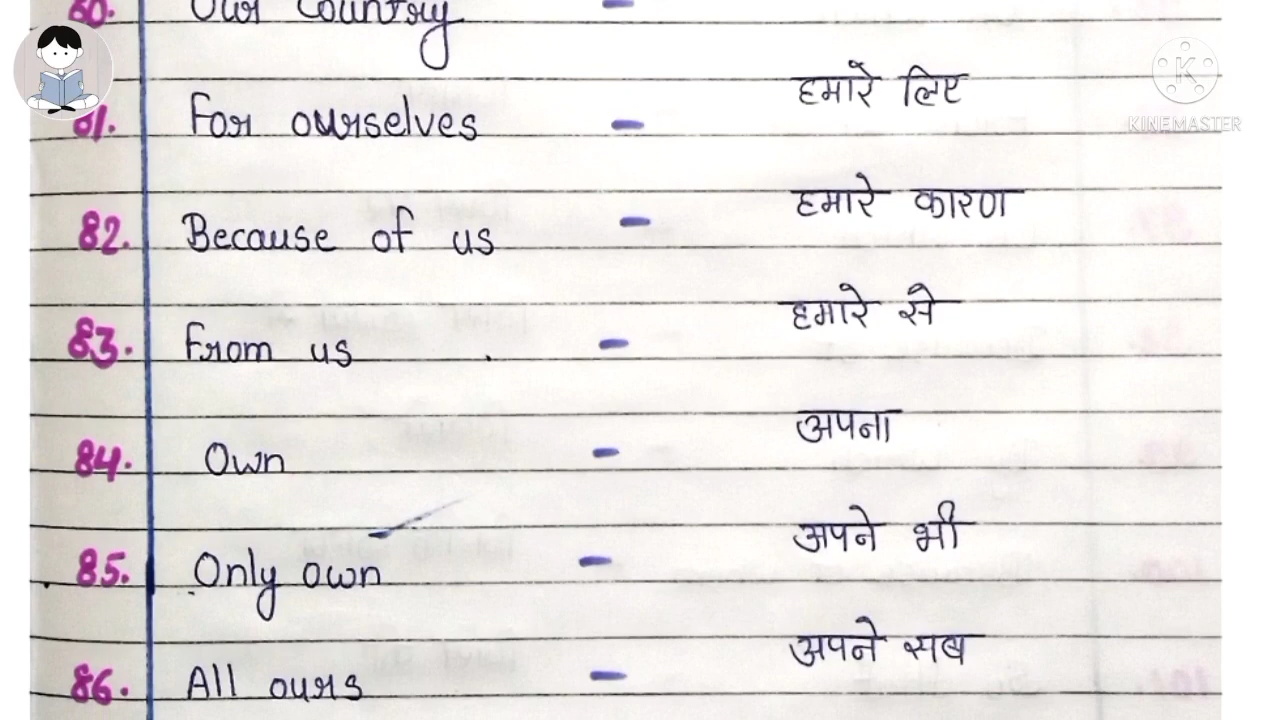 80. Our Country -
81. For ourselves - हमारे लिए
82. Because of us - हमारे कारण
83. From us - हमारे से
84. Own - अपना
85. Only own - अपने भी
86. All ours - अपने सब
K
KINEMASTER